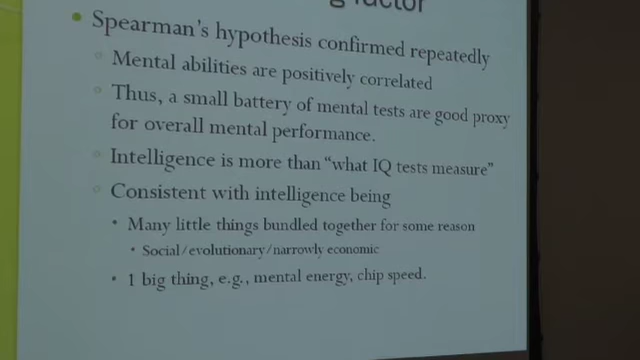 factor
Spearman's hypothesis confirmed repeatedly
Mental abilities are positively correlated
Thus, a small battery of mental tests are good proxy
for overall mental performance.
Intelligence is more than "what IQ tests measure"
Consistent with intelligence being
Many little things bundled together for some reason
Social/evolutionary/narrowly economic
1 big thing, e.g., mental energy, chip speed.